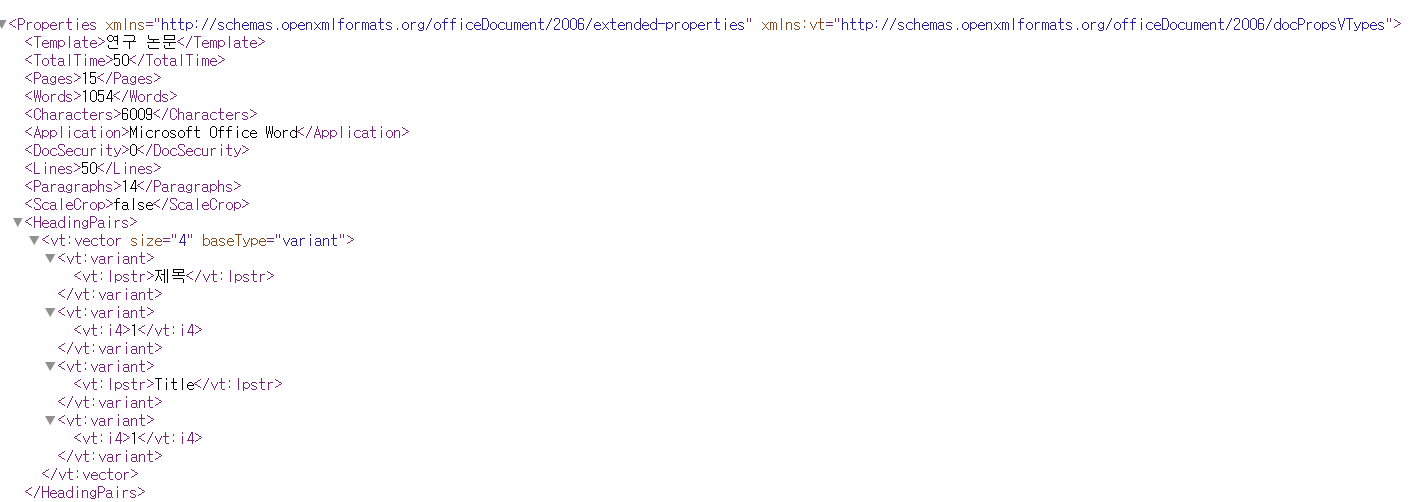 <Properties xmlns="http://schemas.openxmlformats.org/officeDocument/2006/extended-properties" xmlns:vt="http://schemas.openxmlformats.org/officeDocument/2006/docPropsVTypes">
<Template>연구 논문</Template>
<TotalTime>50</TotalTime>
<Pages>15</Pages>
<Words>1054</Words>
<Characters>6009</Characters>
<Application>Microsoft Office Word</Application>
<DocSecurity>0</DocSecurity>
<Lines>50</Lines>
<Paragraphs>14</Paragraphs>
<ScaleCrop>false</ScaleCrop>
<HeadingPairs>
<vt:vector size="4" baseType="variant">
<vt:variant>
<vt:lpstr>제목</vt:lpstr>
</vt:variant>
<vt:variant>
<vt:i4>1</vt:i4>
</vt:variant>
<vt:variant>
<vt:lpstr>Title</vt:lpstr>
</vt:variant>
<vt:variant>
<vt:i4>1</vt:i4>
</vt:variant>
</vt:vector>
</HeadingPairs>